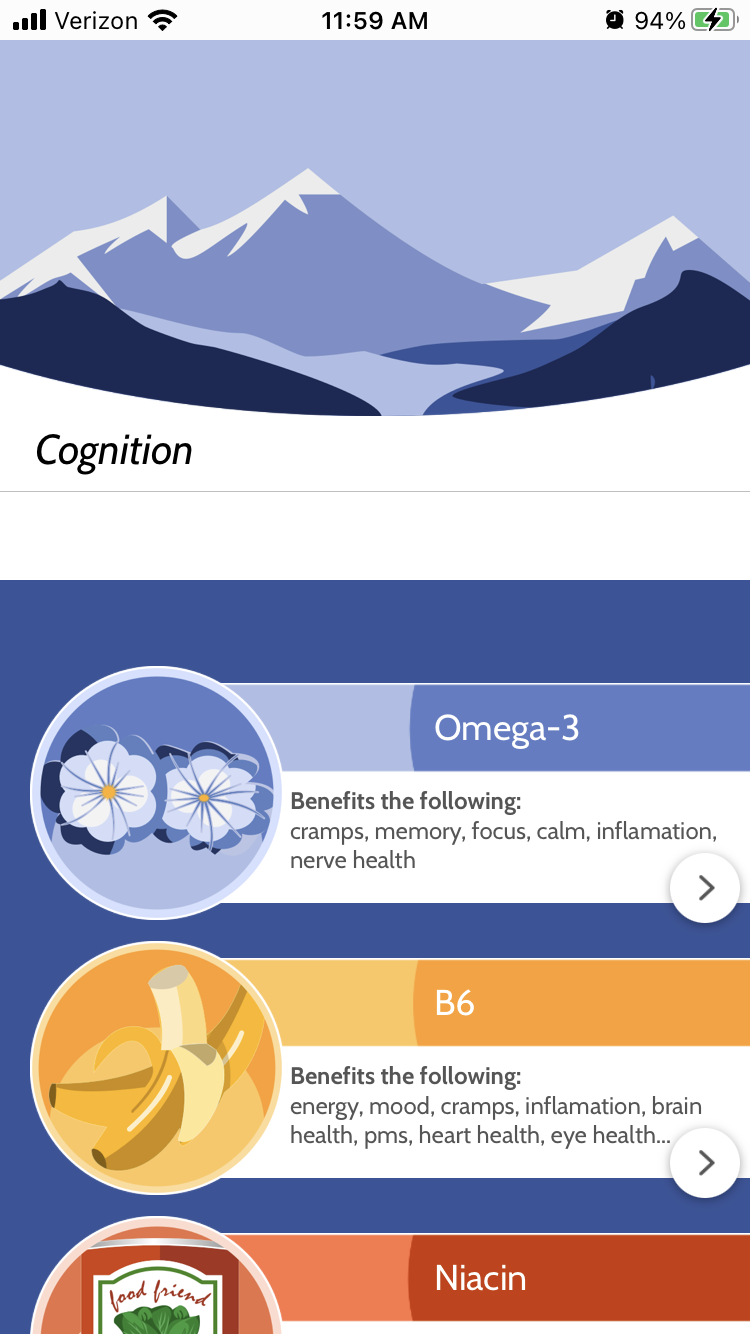 Verizon 11:59 AM 94%
Cognition
Omega-3
Benefits the following:
cramps, memory, focus, calm, inflamation,
nerve health
B6
Benefits the following:
energy, mood, cramps, inflamation, brain
health, pms, heart health, eye health...
Niacin
food friend